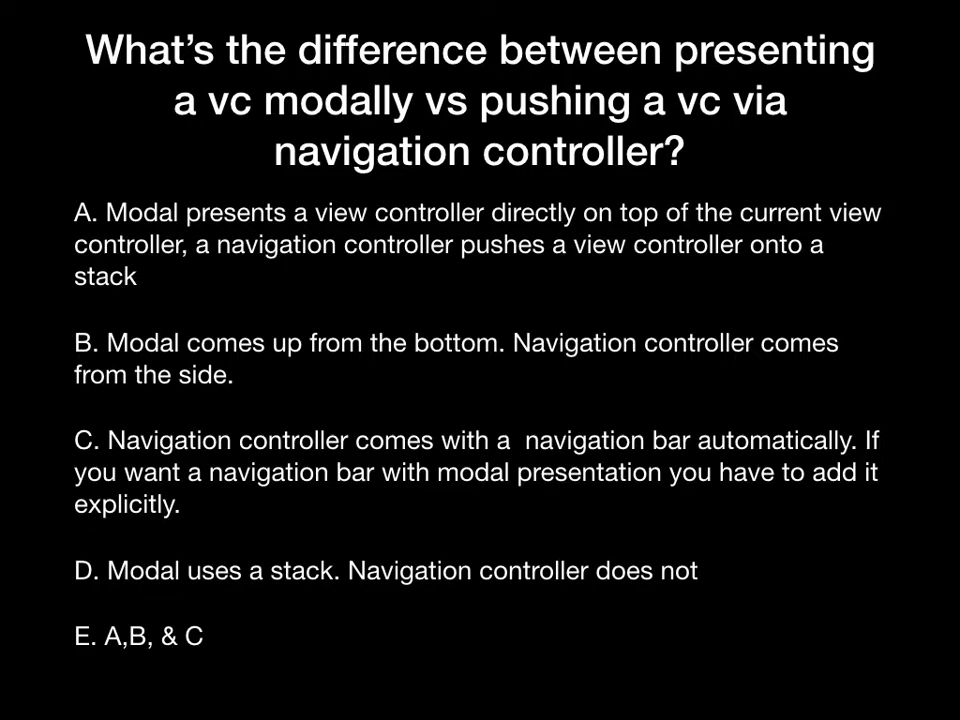 What’s the difference between presenting
a vc modally vs pushing a vc via
navigation controller?
A. Modal presents a view controller directly on top of the current view
controller, a navigation controller pushes a view controller onto a
stack
B. Modal comes up from the bottom. Navigation controller comes
from the side.
C. Navigation controller comes with a  navigation bar automatically. If
you want a navigation bar with modal presentation you have to add it
explicitly.
D. Modal uses a stack. Navigation controller does not
E. A,B, & C